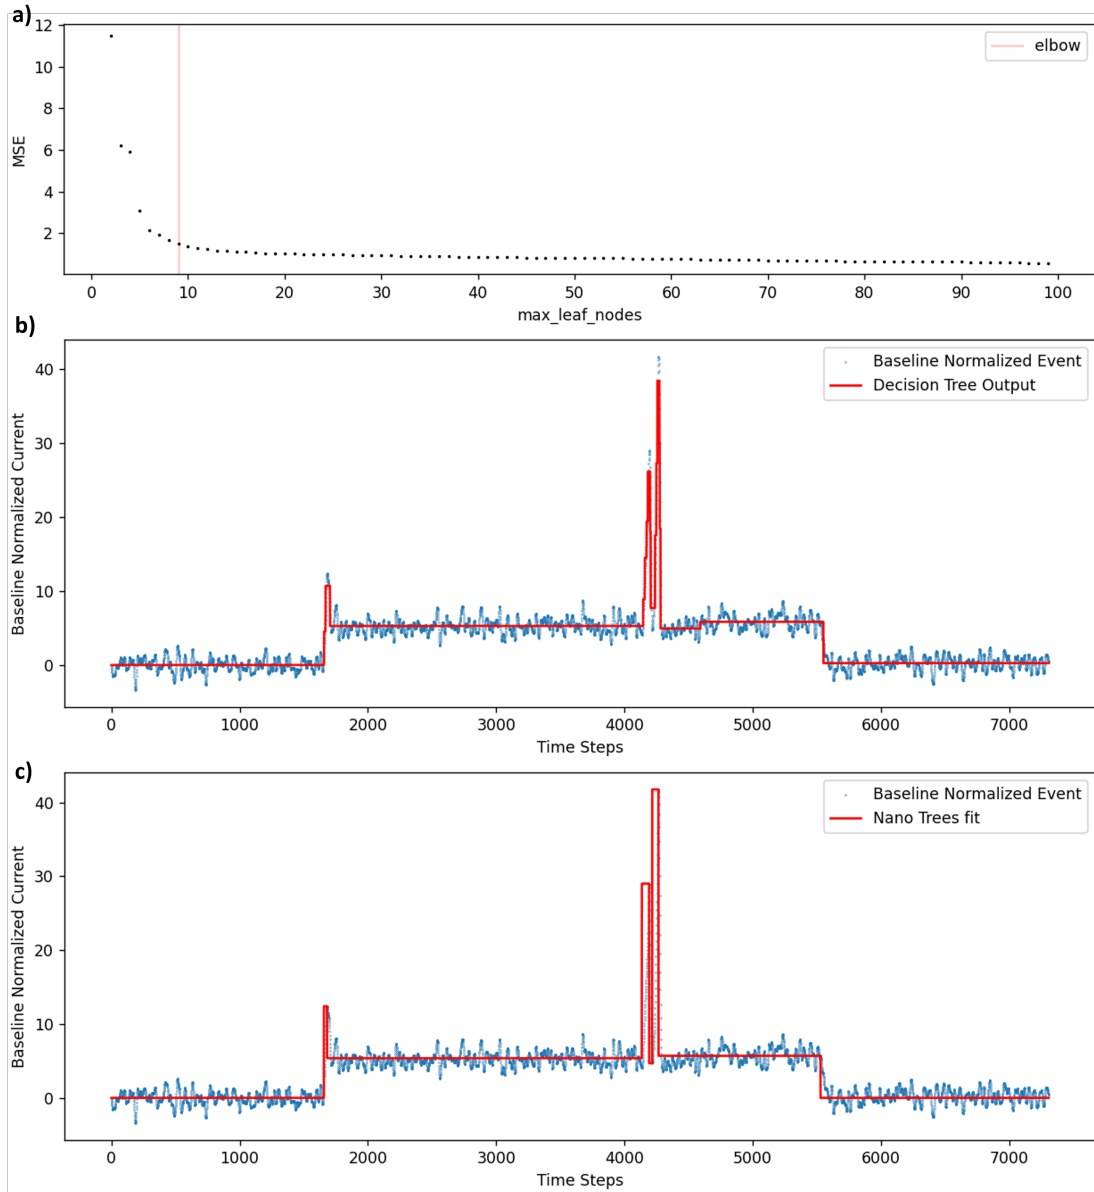 a)
12
10
8
6
4
2
MSE
elbow
0 10 20 30 40 50 60 70 80 90 100
max_leaf_nodes
b)
40
30
20
10
0
Baseline Normalized Current
Baseline Normalized Event
Decision Tree Output
0 1000 2000 3000 4000 5000 6000 7000
Time Steps
c)
40
30
20
10
0
Baseline Normalized Current
Baseline Normalized Event
Nano Trees fit
0 1000 2000 3000 4000 5000 6000 7000
Time Steps